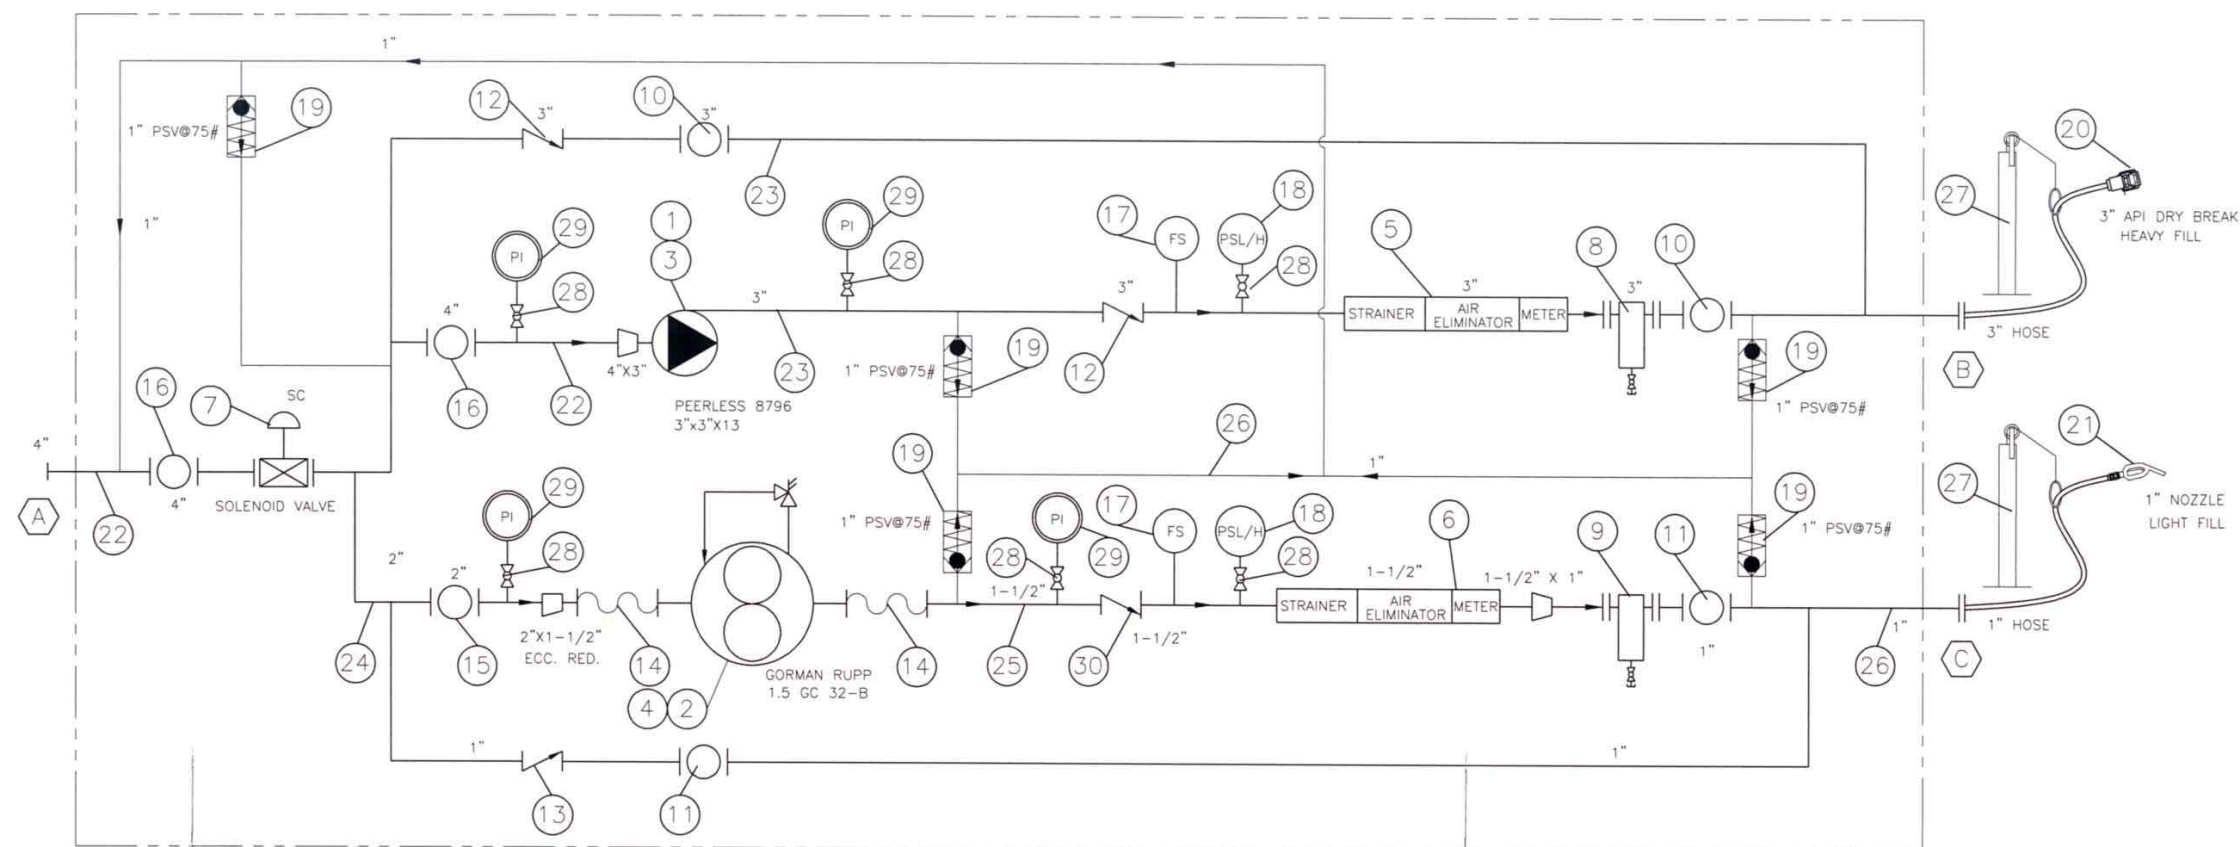 1"
19
1" PSV@75#
12
3"
10
3"
23
1"
20
27
3" API DRY BREAK
HEAVY FILL
3" HOSE
B
PI
29
28
4"
16
22
4"X3"
1
3
3"
23
PEERLESS 8796
3"x3"X13
PI
29
28
19
1" PSV@75#
3"
12
17
FS
18
PSL/H
28
5
3"
STRAINER
AIR
ELIMINATOR
METER
8
3"
10
19
1" PSV@75#
4"
A
22
16
4"
7
SC
SOLENOID VALVE
26
1"
19
1" PSV@75#
19
1" PSV@75#
21
27
1" NOZZLE
LIGHT FILL
1" HOSE
C
2"
24
2"
15
PI
29
28
2"X1-1/2"
ECC. RED.
14
4
2
GORMAN RUPP
1.5 GC 32-B
14
28
PI
29
1-1/2"
25
30
1-1/2"
17
FS
PSL/H
18
28
6
1-1/2"
STRAINER
AIR
ELIMINATOR
METER
1-1/2" X 1"
9
11
1"
1"
26
1"
13
11
1"